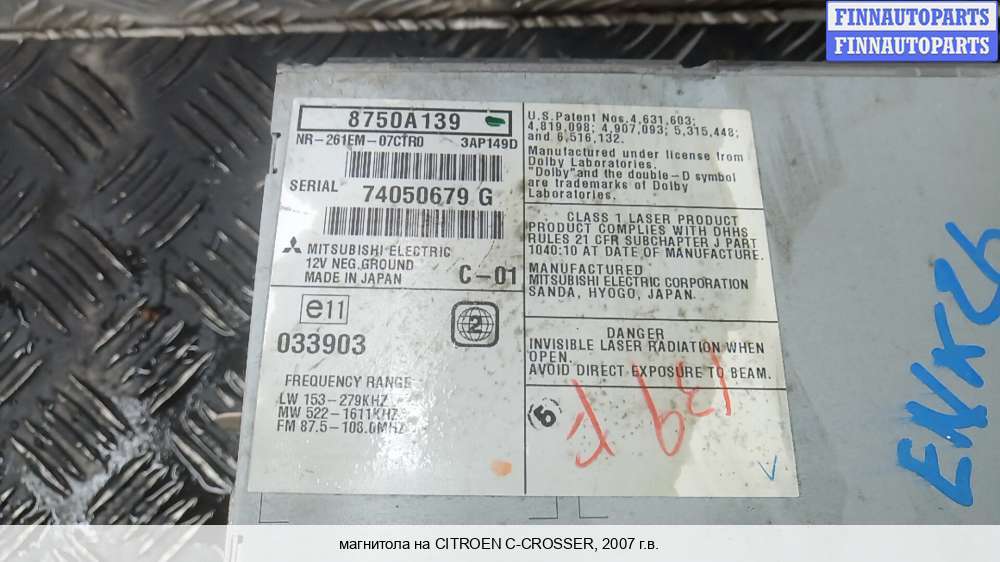 FINNAUTOPARTS
FINNAUTOPARTS
8750A139
NR-261EM-07CTR0 3AP149D
SERIAL 74050679 G
MITSUBISHI ELECTRIC
12V NEG.GROUND
MADE IN JAPAN C-01
e11
2
033903
FREQUENCY RANGE
LW 153-279KHZ
MW 522-1611KHZ
FM 87.5-108.0MHZ
U.S.Patent Nos.4,631,603;
4,819,098; 4,907,093; 5,315,448;
and 6,516,132.
Manufactured under license from
Dolby Laboratories.
"Dolby"and the double-D symbol
are trademarks of Dolby
Laboratories.
CLASS 1 LASER PRODUCT
PRODUCT COMPLIES WITH DHHS
RULES 21 CFR SUBCHAPTER J PART
1040:10 AT DATE OF MANUFACTURE.
MANUFACTURED
MITSUBISHI ELECTRIC CORPORATION
SANDA, HYOGO, JAPAN.
DANGER
INVISIBLE LASER RADIATION WHEN
OPEN.
AVOID DIRECT EXPOSURE TO BEAM.
139 P
ENK26
магнитола на CITROEN C-CROSSER, 2007 г.в.